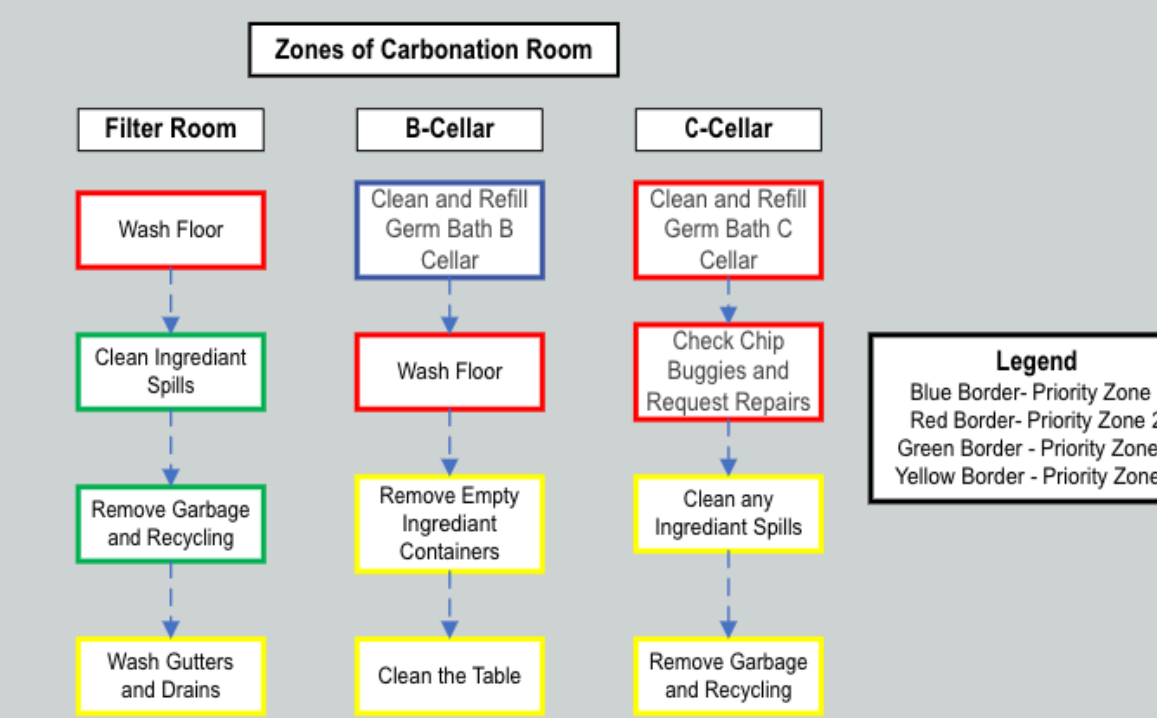 Zones of Carbonation Room
Filter Room
Wash Floor
Clean Ingrediant
Spills
Remove Garbage
and Recycling
Wash Gutters
and Drains
B-Cellar
Clean and Refill
Germ Bath B
Cellar
Wash Floor
Remove Empty
Ingrediant
Containers
Clean the Table
C-Cellar
Clean and Refill
Germ Bath C
Cellar
Check Chip
Buggies and
Request Repairs
Clean any
Ingrediant Spills
Remove Garbage
and Recycling
Legend
Blue Border- Priority Zone
Red Border- Priority Zone 2
Green Border - Priority Zone
Yellow Border - Priority Zone